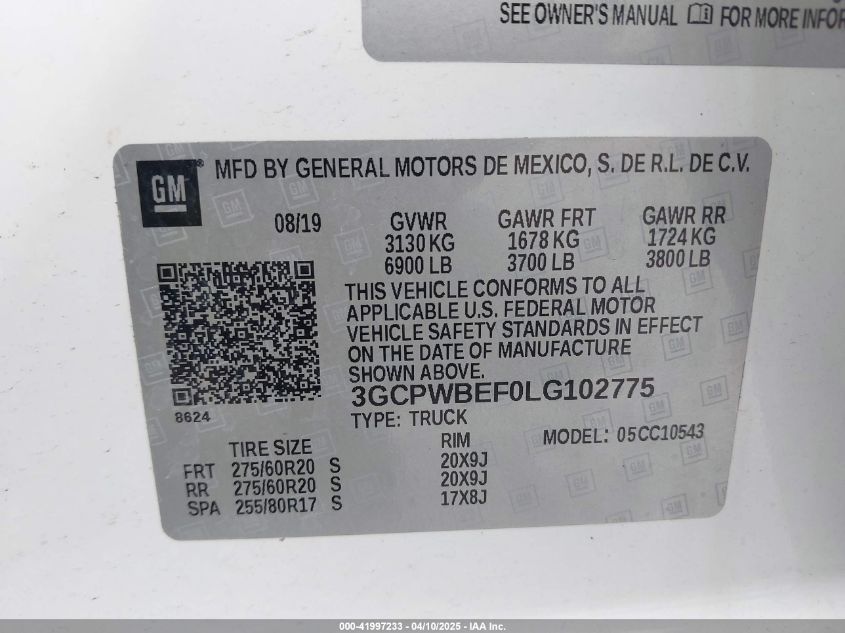 SEE OWNER'S MANUAL FOR MORE INFOR
GM ® MFD BY GENERAL MOTORS DE MEXICO, S. DE R.L. DE C.V.
08/19 GVWR GAWR FRT GAWR RR
3130 KG 1678 KG 1724 KG
6900 LB 3700 LB 3800 LB
THIS VEHICLE CONFORMS TO ALL
APPLICABLE U.S. FEDERAL MOTOR
VEHICLE SAFETY STANDARDS IN EFFECT
ON THE DATE OF MANUFACTURE
SHOWN ABOVE.
3GCPWBEF0LG102775
8624
TYPE: TRUCK
TIRE SIZE RIM MODEL: 05CC10543
FRT 275/60R20 S 20X9J
RR 275/60R20 S 20X9J
SPA 255/80R17 S 17X8J
000-41997233 - 04/10/2025 - IAA Inc.